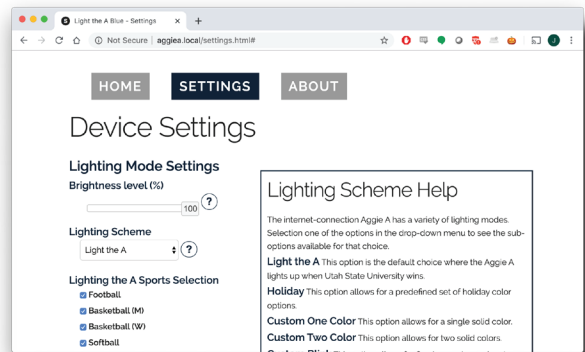 Light the A Blue - Settings
Not Secure | aggiea.local/settings.html#
HOME SETTINGS ABOUT
Device Settings
Lighting Mode Settings
Brightness level (%)
100 ?
Lighting Scheme
Light the A ?
Lighting the A Sports Selection
Football
Basketball (M)
Basketball (W)
Softball
Lighting Scheme Help
The internet-connection Aggie A has a variety of lighting modes.
Selection one of the options in the drop-down menu to see the sub-
options available for that choice.
Light the A This option is the default choice where the Aggie A
lights up when Utah State University wins.
Holiday This option allows for a predefined set of holiday color
options.
Custom One Color This option allows for a single solid color.
Custom Two Color This option allows for two solid colors.